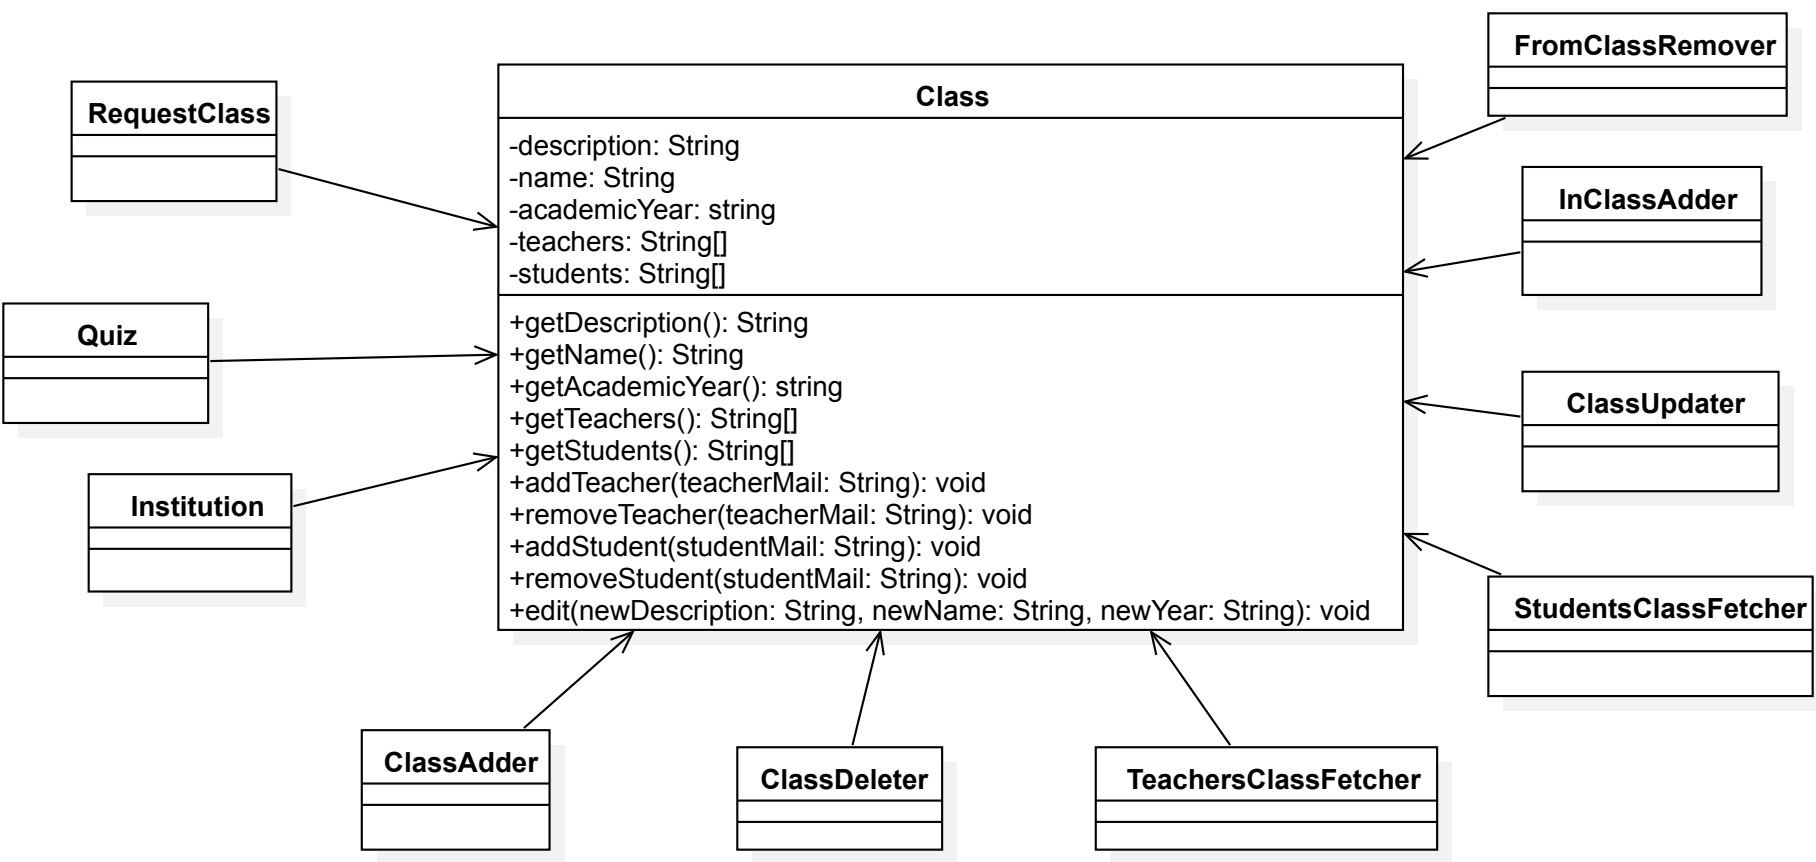 FromClassRemover
Class
RequestClass
-description: String
-name: String
-academicYear: string
-teachers: String[]
-students: String[]
InClassAdder
Quiz
+getDescription(): String
+getName(): String
+getAcademicYear(): string
+getTeachers(): String[]
+getStudents(): String[]
+addTeacher(teacherMail: String): void
+removeTeacher(teacherMail: String): void
+addStudent(studentMail: String): void
+removeStudent(studentMail: String): void
+edit(newDescription: String, newName: String, newYear: String): void
ClassUpdater
Institution
StudentsClassFetcher
ClassAdder
ClassDeleter
TeachersClassFetcher